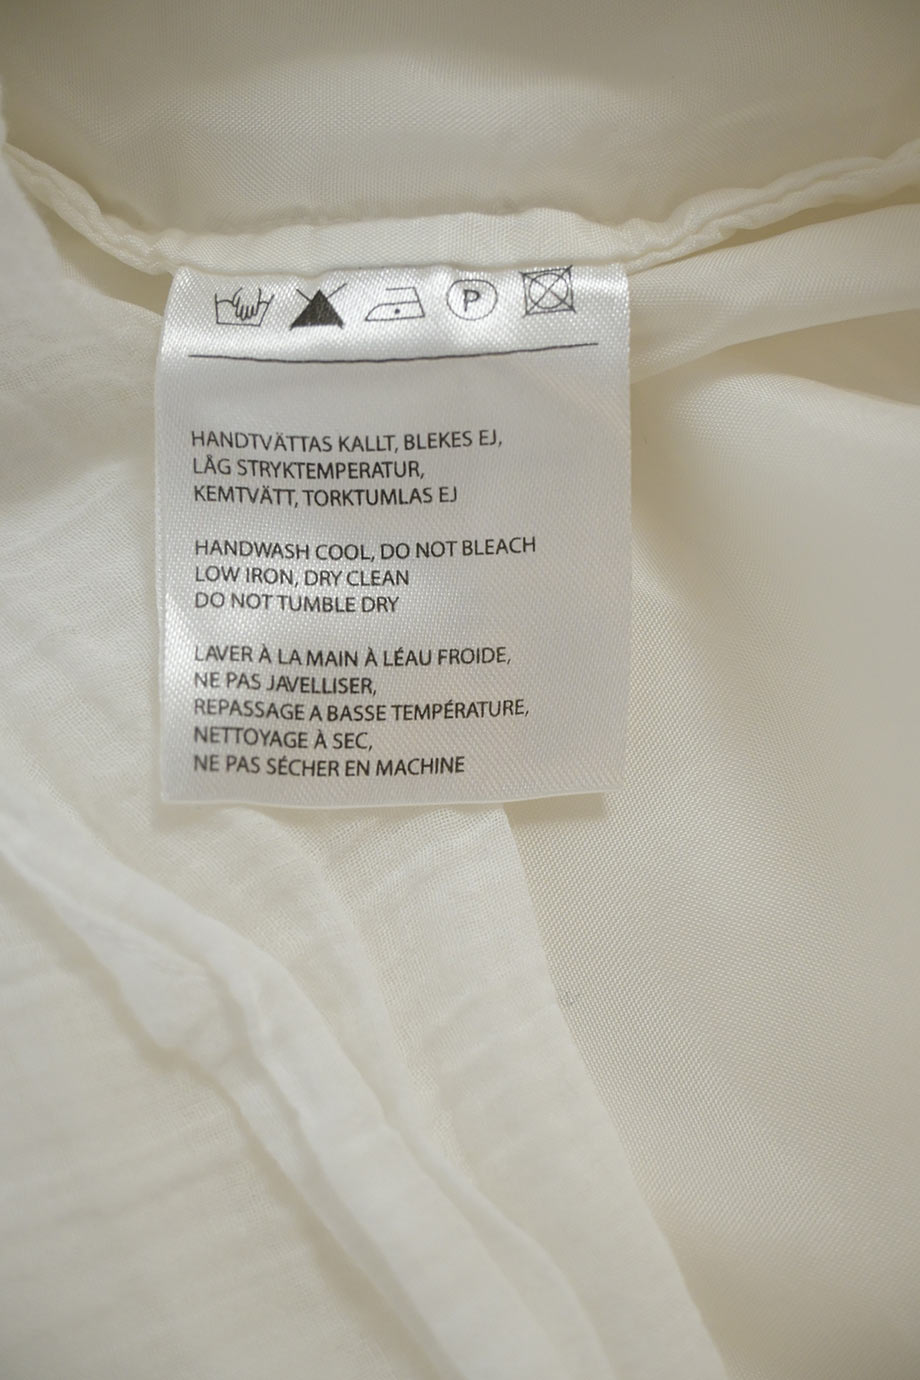 P
HANDTVÄTTAS KALLT, BLEKES EJ,
LÅG STRYKTEMPERATUR,
KEMTVÄTT, TORKTUMLAS EJ
HANDWASH COOL, DO NOT BLEACH
LOW IRON, DRY CLEAN
DO NOT TUMBLE DRY
LAVER À LA MAIN À LÉAU FROIDE,
NE PAS JAVELLISER,
REPASSAGE A BASSE TEMPÉRATURE,
NETTOYAGE À SEC,
NE PAS SÉCHER EN MACHINE